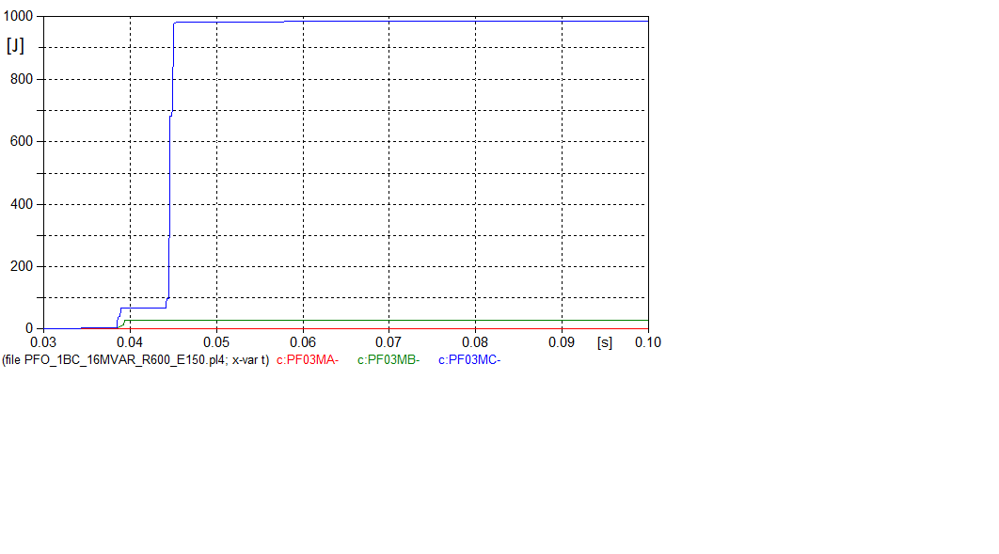 1000
[J]
800
600
400
200
0
0.03 0.04 0.05 0.06 0.07 0.08 0.09 [s] 0.10
(file PFO_1BC_16MVAR_R600_E150.pl4; x-var t) c:PF03MA- c:PF03MB- c:PF03MC-